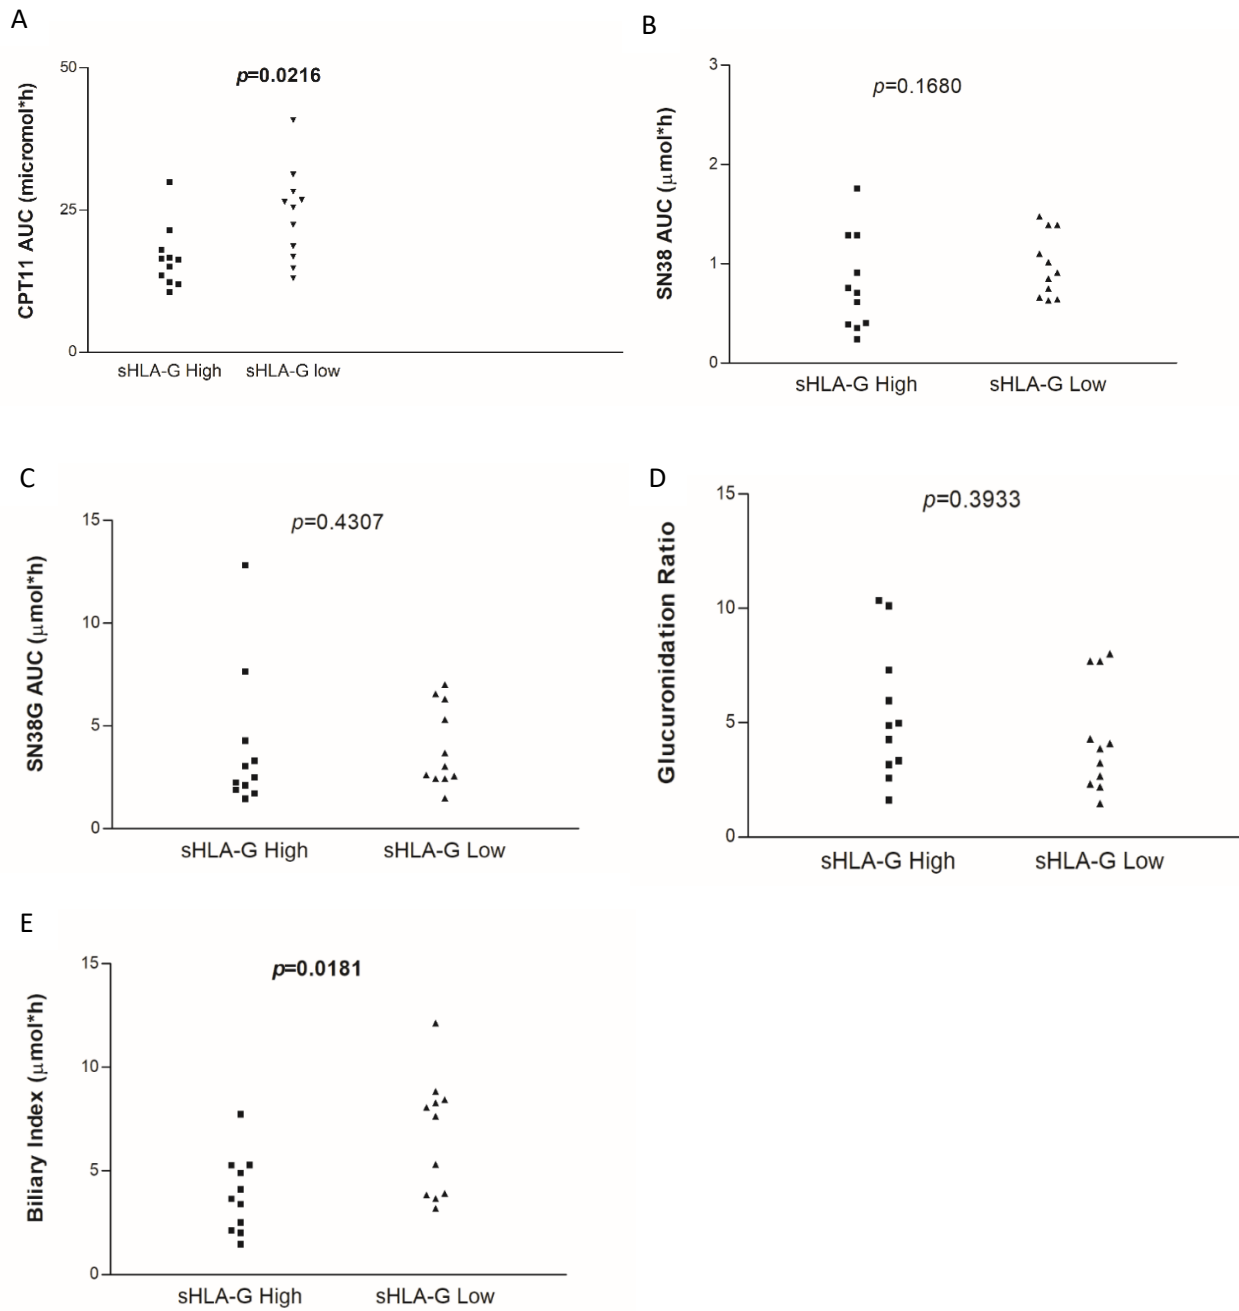 A
p=0.0216
CPT11 AUC (micromol*h)
50
25
0
sHLA-G High
sHLA-G low
B
p=0.1680
SN38 AUC (μmol*h)
3
2
1
0
sHLA-G High
sHLA-G Low
C
p=0.4307
SN38G AUC (μmol*h)
15
10
5
0
sHLA-G High
sHLA-G Low
D
p=0.3933
Glucuronidation Ratio
15
10
5
0
sHLA-G High
sHLA-G Low
E
p=0.0181
Biliary Index (μmol*h)
15
10
5
0
sHLA-G High
sHLA-G Low